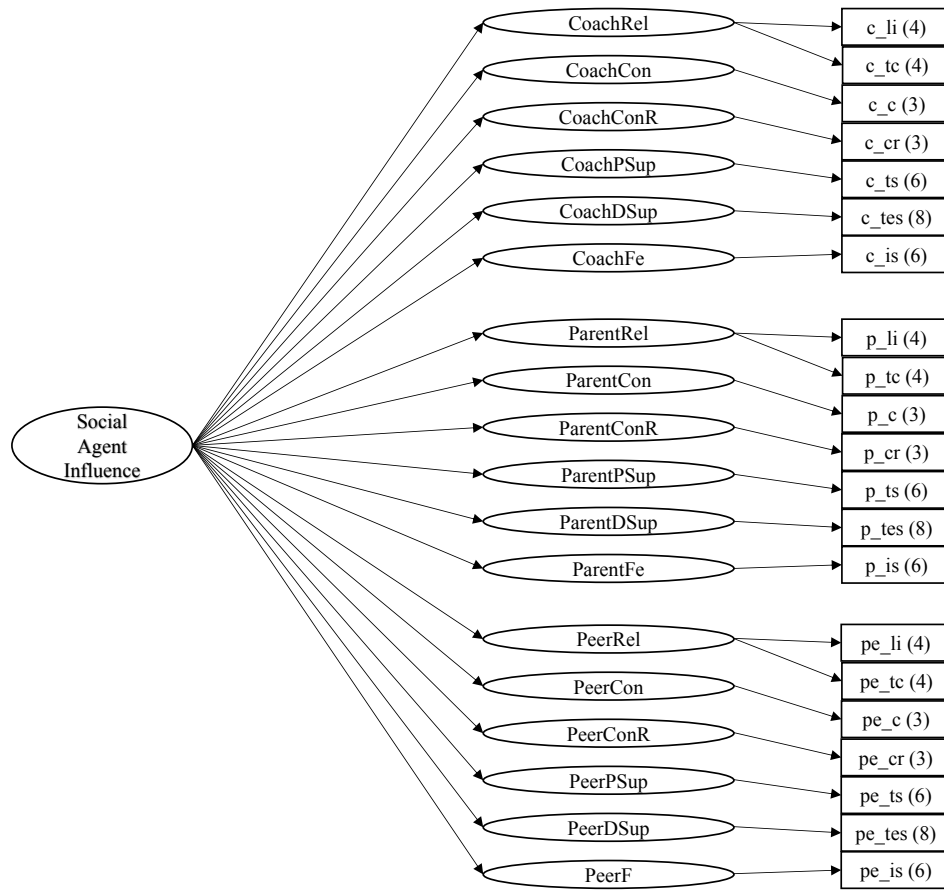 CoachRel
c_li (4)
c_tc (4)
CoachCon
c_c (3)
CoachConR
c_cr (3)
CoachPSup
c_ts (6)
CoachDSup
c_tes (8)
CoachFe
c_is (6)
ParentRel
p_li (4)
p_tc (4)
ParentCon
p_c (3)
Social
Agent
Influence
ParentConR
p_cr (3)
ParentPSup
p_ts (6)
ParentDSup
p_tes (8)
ParentFe
p_is (6)
PeerRel
pe_li (4)
pe_tc (4)
PeerCon
pe_c (3)
PeerConR
pe_cr (3)
PeerPSup
pe_ts (6)
PeerDSup
pe_tes (8)
PeerF
pe_is (6)